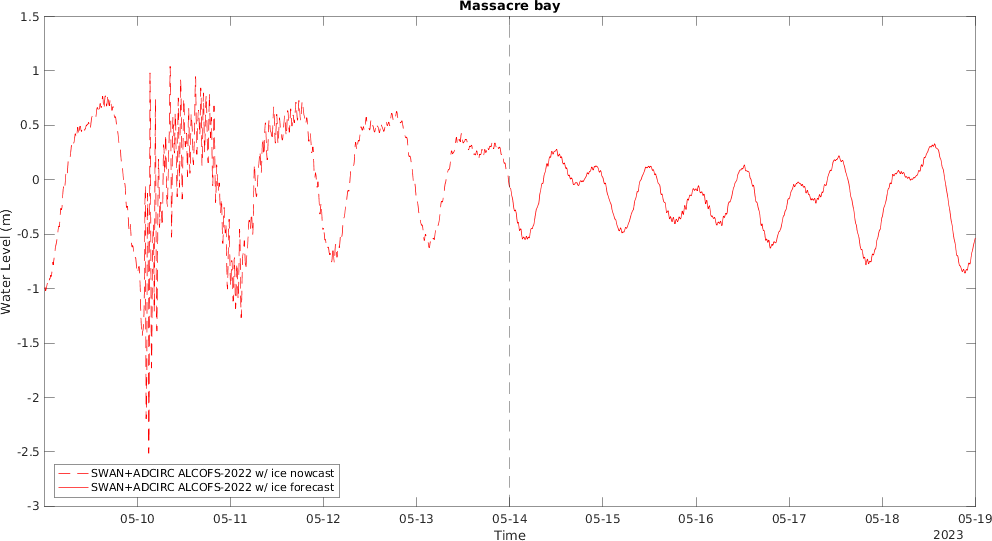 Massacre bay
1.5
1
0.5
0
-0.5
-1
-1.5
-2
-2.5
-3
Water Level (m)
SWAN+ADCIRC ALCOFS-2022 w/ ice nowcast
SWAN+ADCIRC ALCOFS-2022 w/ ice forecast
05-10 05-11 05-12 05-13 05-14 05-15 05-16 05-17 05-18 05-19
Time
2023